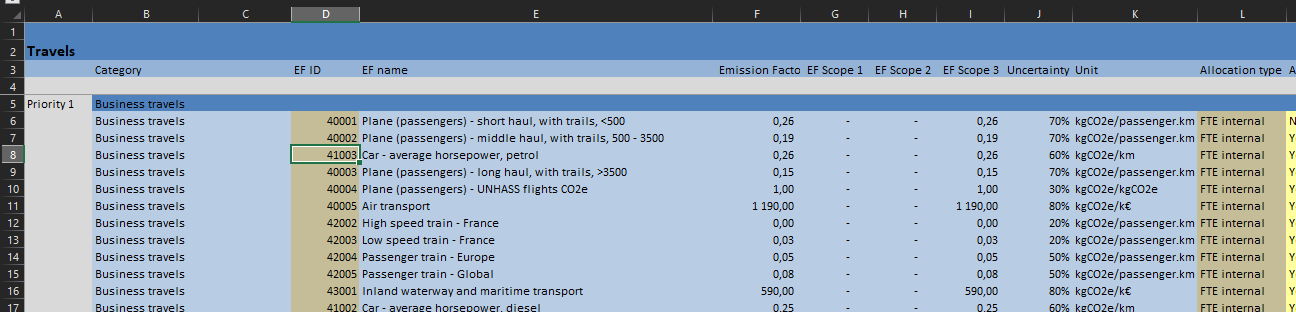 A B C D E F G H I J K L
1
2 Travels
3 Category EF ID EF name Emission Facto EF Scope 1 EF Scope 2 EF Scope 3 Uncertainty Unit Allocation type A
4
5 Priority 1 Business travels
6 Business travels 40001 Plane (passengers) - short haul, with trails, <500 0,26 - - 0,26 70% kgCO2e/passenger.km FTE internal N
7 Business travels 40002 Plane (passengers) - middle haul, with trails, 500 - 3500 0,19 - - 0,19 70% kgCO2e/passenger.km FTE internal Y
8 Business travels 41003 Car - average horsepower, petrol 0,26 - - 0,26 60% kgCO2e/km FTE internal Y
9 Business travels 40003 Plane (passengers) - long haul, with trails, >3500 0,15 - - 0,15 70% kgCO2e/passenger.km FTE internal Y
10 Business travels 40004 Plane (passengers) - UNHASS flights CO2e 1,00 - - 1,00 30% kgCO2e/kgCO2e FTE internal Y
11 Business travels 40005 Air transport 1 190,00 - - 1 190,00 80% kgCO2e/k€ FTE internal Y
12 Business travels 42002 High speed train - France 0,00 - - 0,00 20% kgCO2e/passenger.km FTE internal Y
13 Business travels 42003 Low speed train - France 0,03 - - 0,03 20% kgCO2e/passenger.km FTE internal Y
14 Business travels 42004 Passenger train - Europe 0,05 - - 0,05 50% kgCO2e/passenger.km FTE internal Y
15 Business travels 42005 Passenger train - Global 0,08 - - 0,08 50% kgCO2e/passenger.km FTE internal Y
16 Business travels 43001 Inland waterway and maritime transport 590,00 - - 590,00 80% kgCO2e/k€ FTE internal Y
17 Business travels 41002 Car - average horsepower, diesel 0,25 - - 0,25 60% kgCO2e/km FTE internal Y